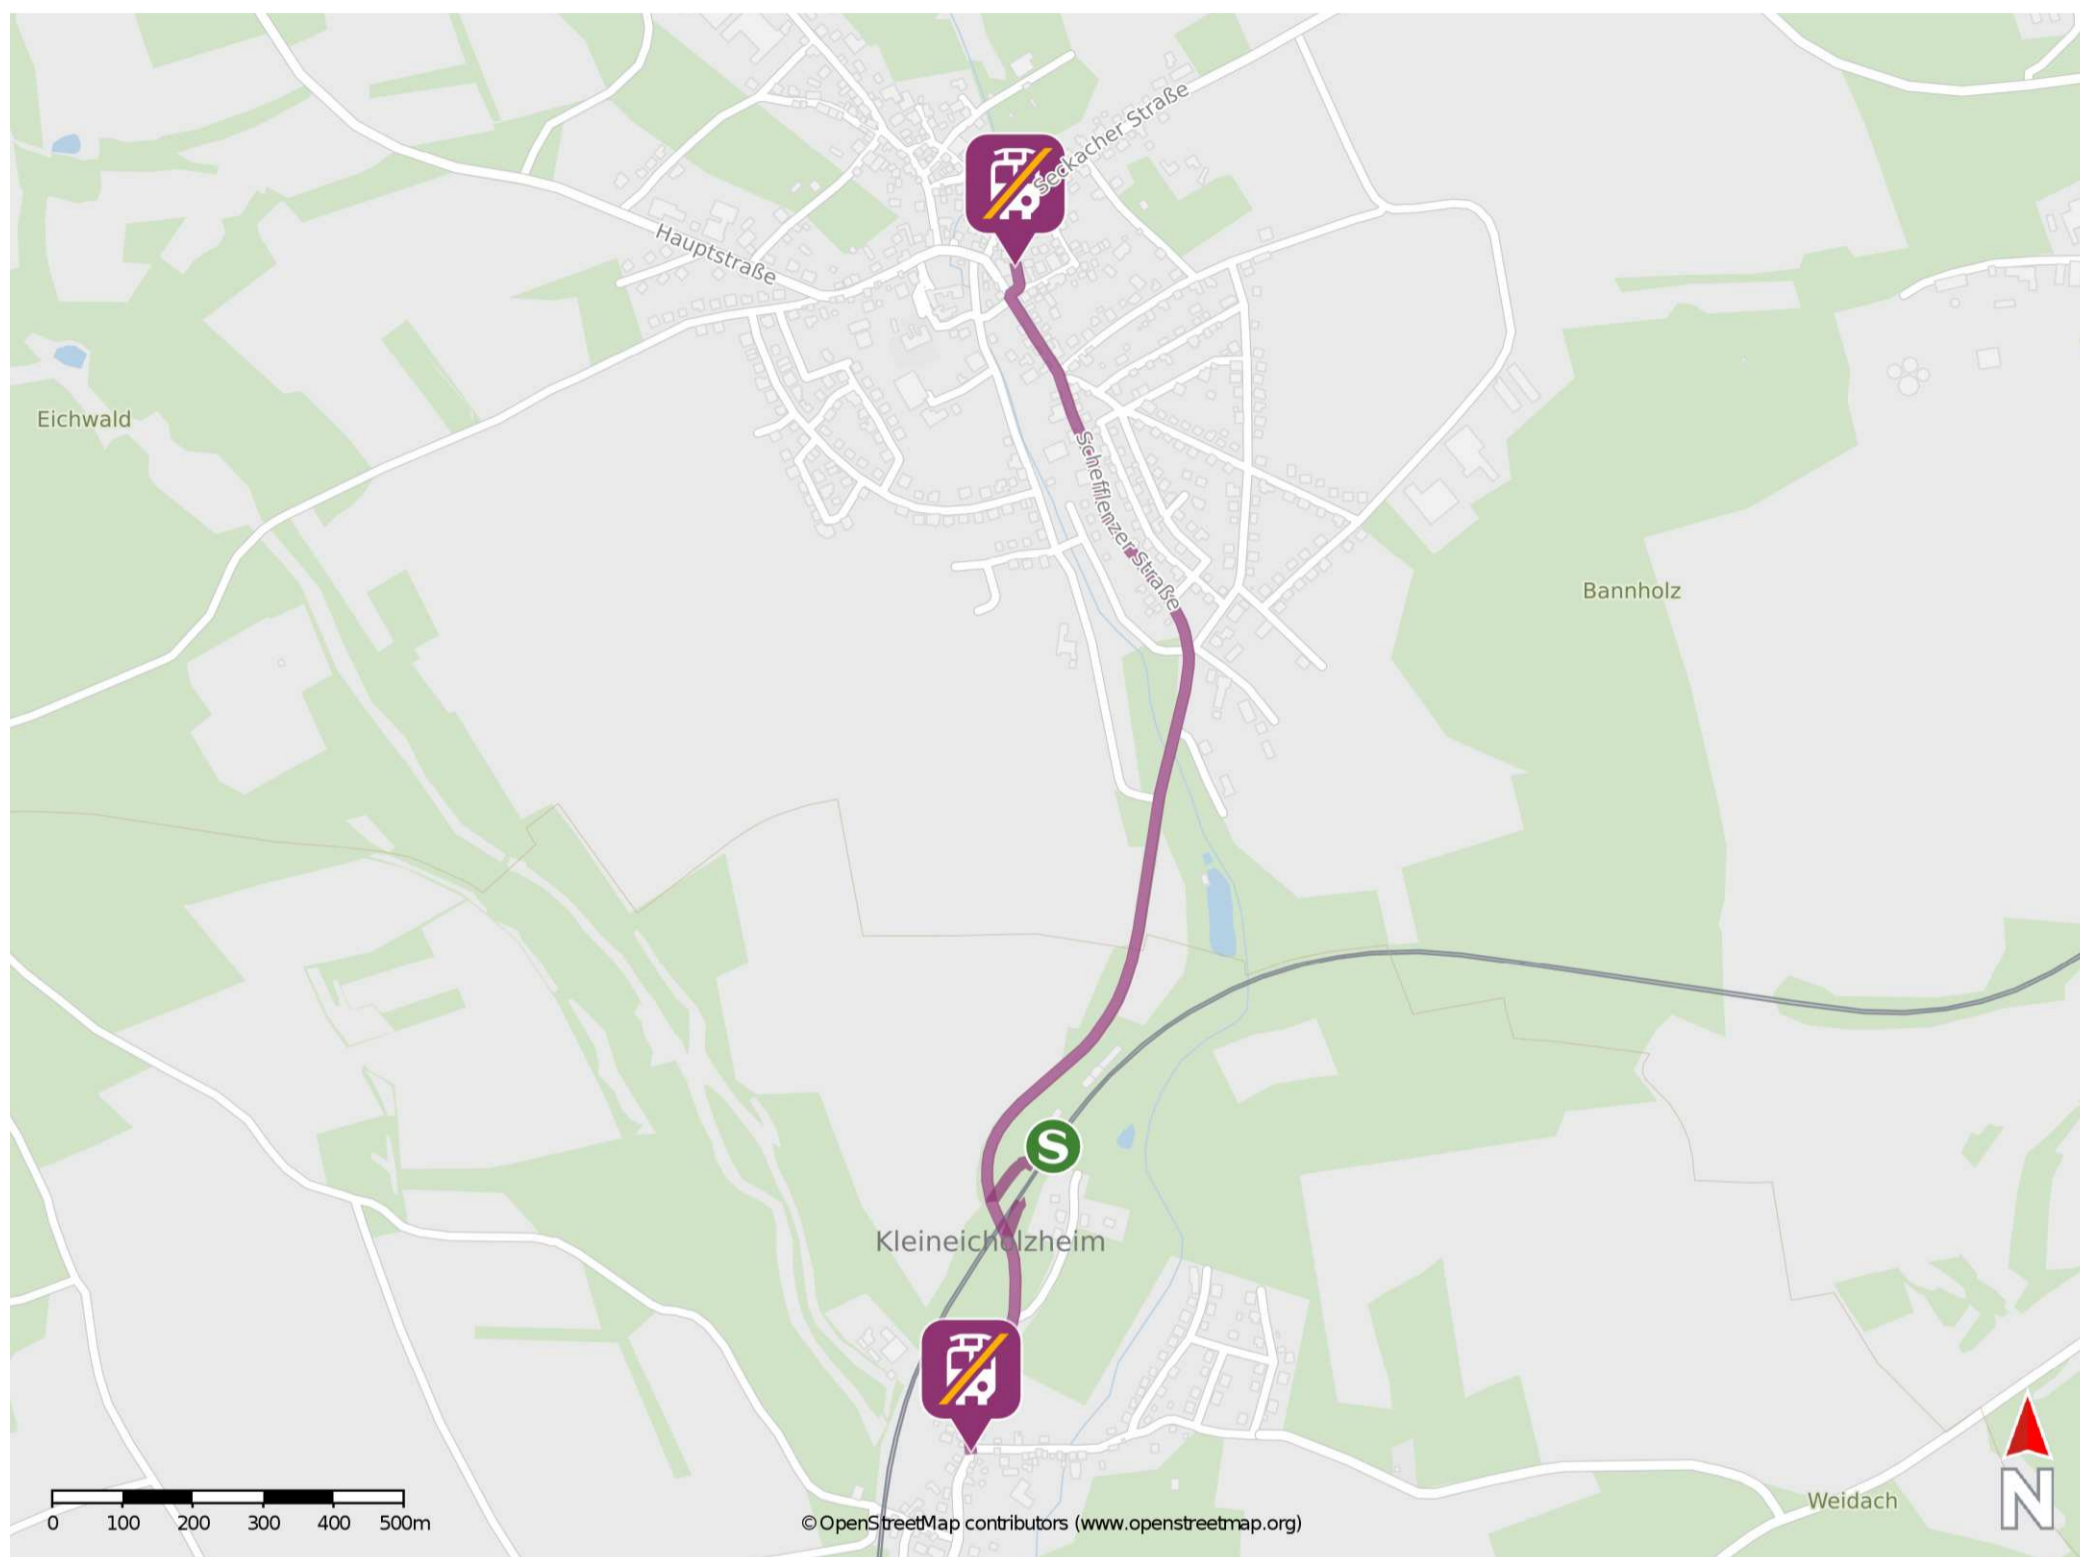 Seckacher Straße
Hauptstraße
Eichwald
Schefflenzer Straße
Bannholz
S
Kleineicholzheim
Weidach
N
0 100 200 300 400 500m
©OpenStreetMap contributors (www.openstreetmap.org)